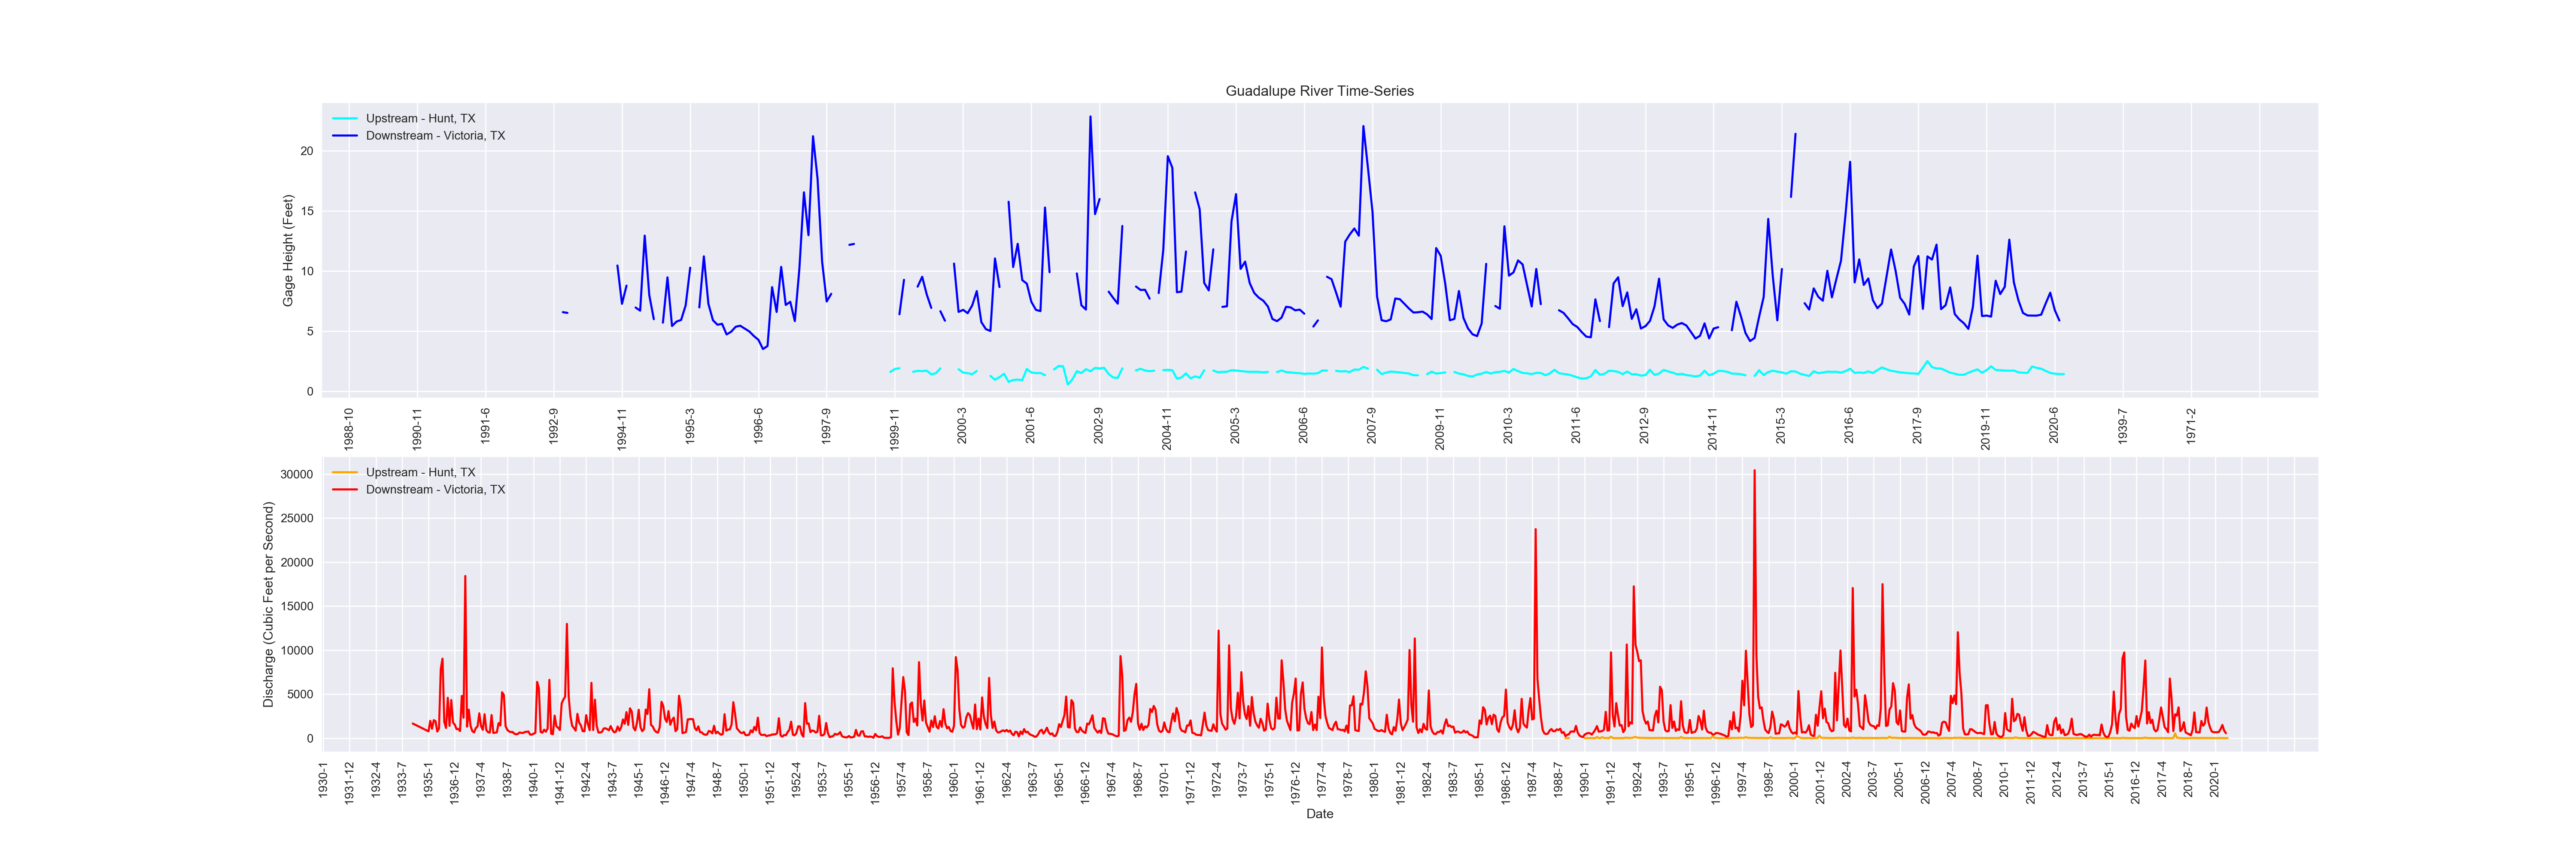 Guadalupe River Time-Series
Upstream - Hunt, TX
Downstream - Victoria, TX
Gage Height (Feet)
20
15
10
5
0
1988-10 1990-11 1991-6 1992-9 1994-11 1995-3 1996-6 1997-9 1999-11 2000-3 2001-6 2002-9 2004-11 2005-3 2006-6 2007-9 2009-11 2010-3 2011-6 2012-9 2014-11 2015-3 2016-6 2017-9 2019-11 2020-6 1939-7 1971-2
Upstream - Hunt, TX
Downstream - Victoria, TX
Discharge (Cubic Feet per Second)
30000
25000
20000
15000
10000
5000
0
1930-1 1931-12 1932-4 1933-7 1935-1 1936-12 1937-4 1938-7 1940-1 1941-12 1942-4 1943-7 1945-1 1946-12 1947-4 1948-7 1950-1 1951-12 1952-4 1953-7 1955-1 1956-12 1957-4 1958-7 1960-1 1961-12 1962-4 1963-7 1965-1 1966-12 1967-4 1968-7 1970-1 1971-12 1972-4 1973-7 1975-1 1976-12 1977-4 1978-7 1980-1 1981-12 1982-4 1983-7 1985-1 1986-12 1987-4 1988-7 1990-1 1991-12 1992-4 1993-7 1995-1 1996-12 1997-4 1998-7 2000-1 2001-12 2002-4 2003-7 2005-1 2006-12 2007-4 2008-7 2010-1 2011-12 2012-4 2013-7 2015-1 2016-12 2017-4 2018-7 2020-1
Date